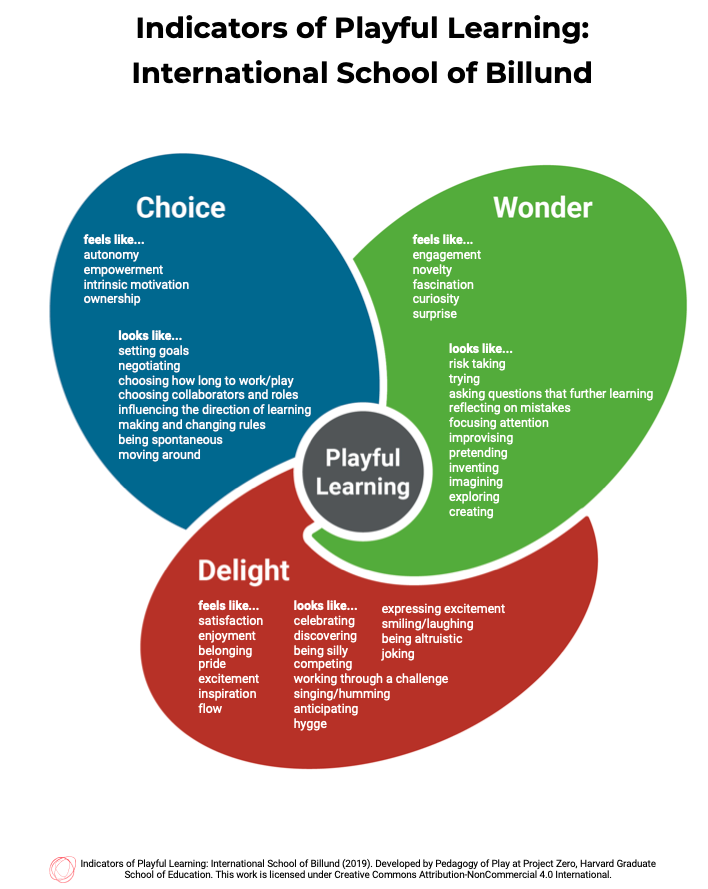 Indicators of Playful Learning:
International School of Billund
Choice
feels like...
autonomy
empowerment
intrinsic motivation
ownership
looks like...
setting goals
negotiating
choosing how long to work/play
choosing collaborators and roles
influencing the direction of learning
making and changing rules
being spontaneous
moving around
Wonder
feels like...
engagement
novelty
fascination
curiosity
surprise
looks like...
risk taking
trying
asking questions that further learning
reflecting on mistakes
focusing attention
improvising
pretending
inventing
imagining
exploring
creating
Playful
Learning
Delight
feels like...
satisfaction
enjoyment
belonging
pride
excitement
inspiration
flow
looks like...
celebrating
discovering
being silly
competing
working through a challenge
singing/humming
anticipating
hygge
expressing excitement
smiling/laughing
being altruistic
joking
Indicators of Playful Learning: International School of Billund (2019). Developed by Pedagogy of Play at Project Zero, Harvard Graduate
School of Education. This work is licensed under Creative Commons Attribution-NonCommercial 4.0 International.